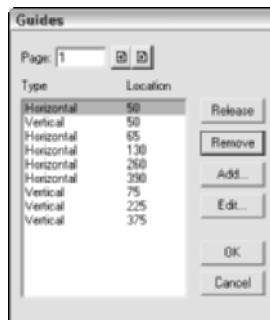 Guides
Page: 1
Type Location
Horizontal 50
Vertical 50
Horizontal 65
Horizontal 130
Horizontal 260
Horizontal 390
Vertical 75
Vertical 225
Vertical 375
Release
Remove
Add...
Edit...
OK
Cancel